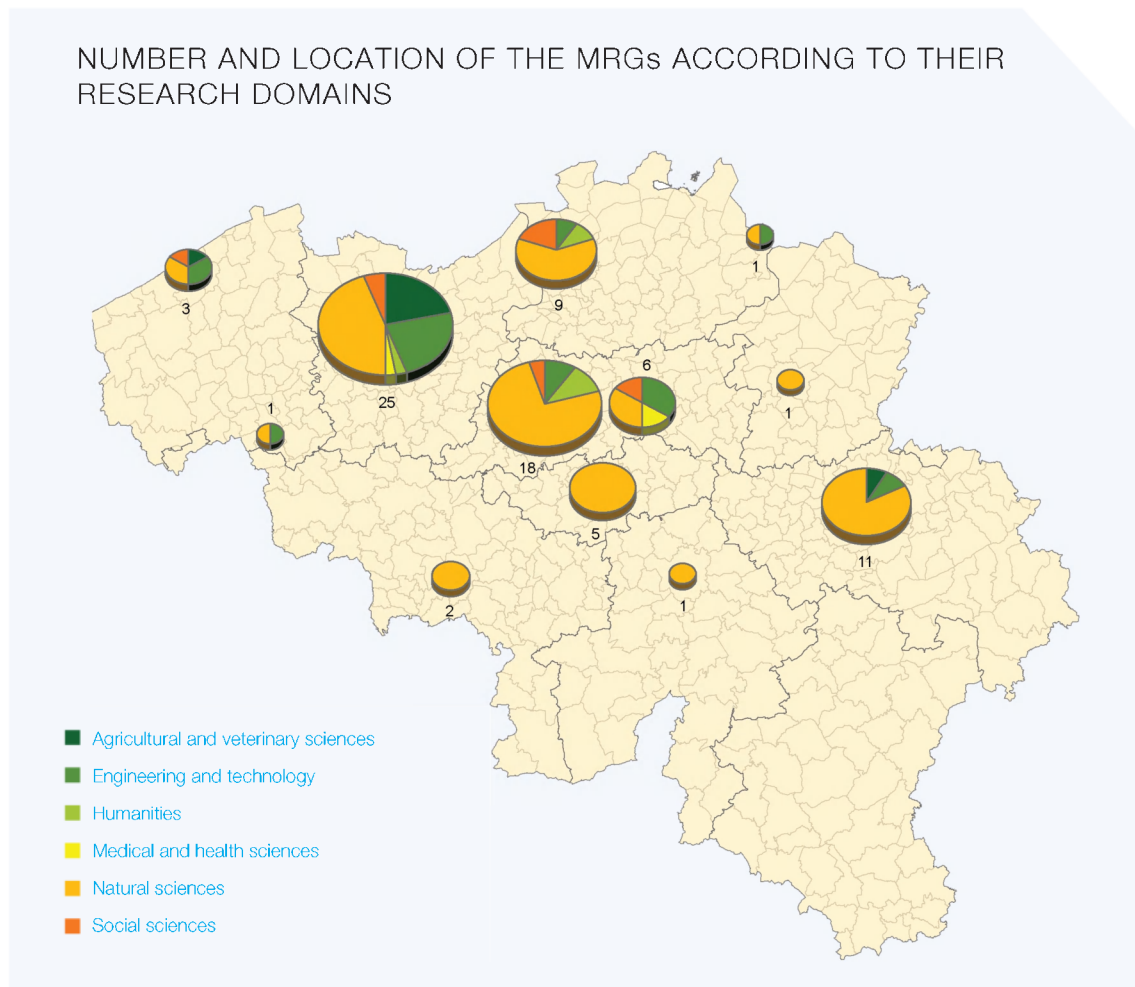 NUMBER AND LOCATION OF THE MRGs ACCORDING TO THEIR
RESEARCH DOMAINS
3
25
9
1
1
18
6
1
5
11
2
1
Agricultural and veterinary sciences
Engineering and technology
Humanities
Medical and health sciences
Natural sciences
Social sciences